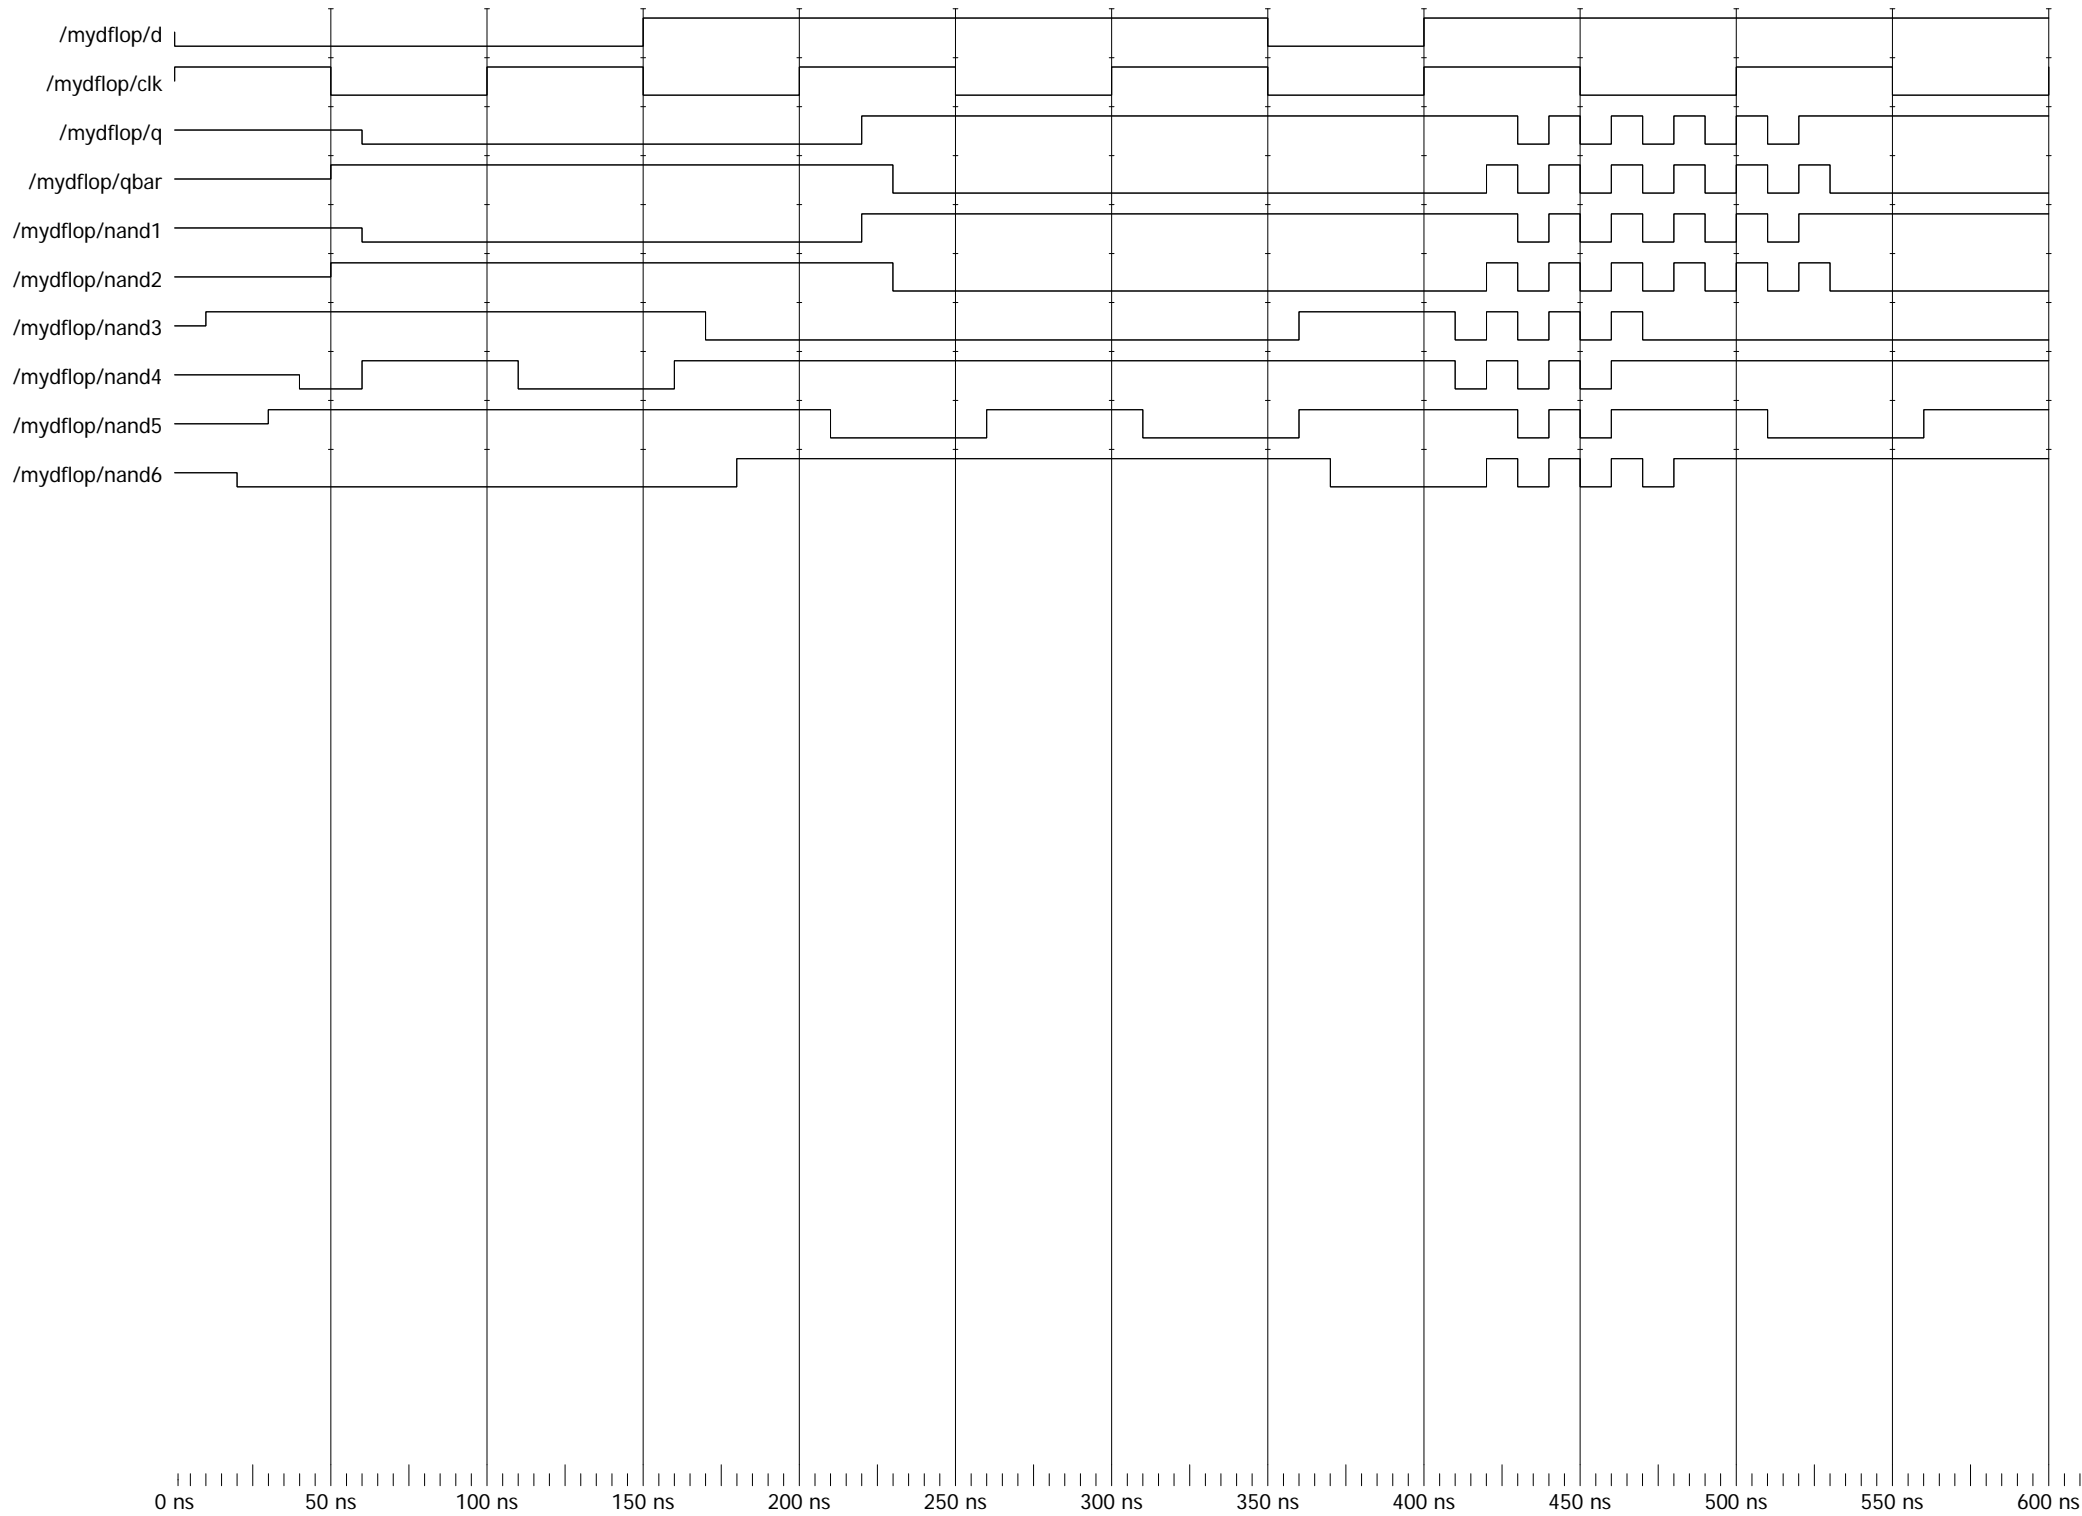 /mydflop/d
/mydflop/clk
/mydflop/q
/mydflop/qbar
/mydflop/nand1
/mydflop/nand2
/mydflop/nand3
/mydflop/nand4
/mydflop/nand5
/mydflop/nand6
0 ns 50 ns 100 ns 150 ns 200 ns 250 ns 300 ns 350 ns 400 ns 450 ns 500 ns 550 ns 600 ns